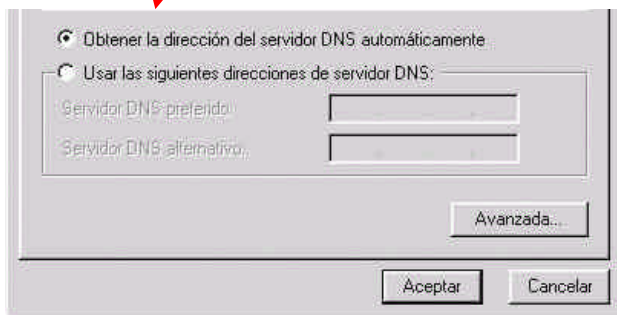 Obtener la dirección del servidor DNS automáticamente
Usar las siguientes direcciones de servidor DNS:
Servidor DNS preferido:
Servidor DNS alternativo:
Avanzada...
Aceptar
Cancelar